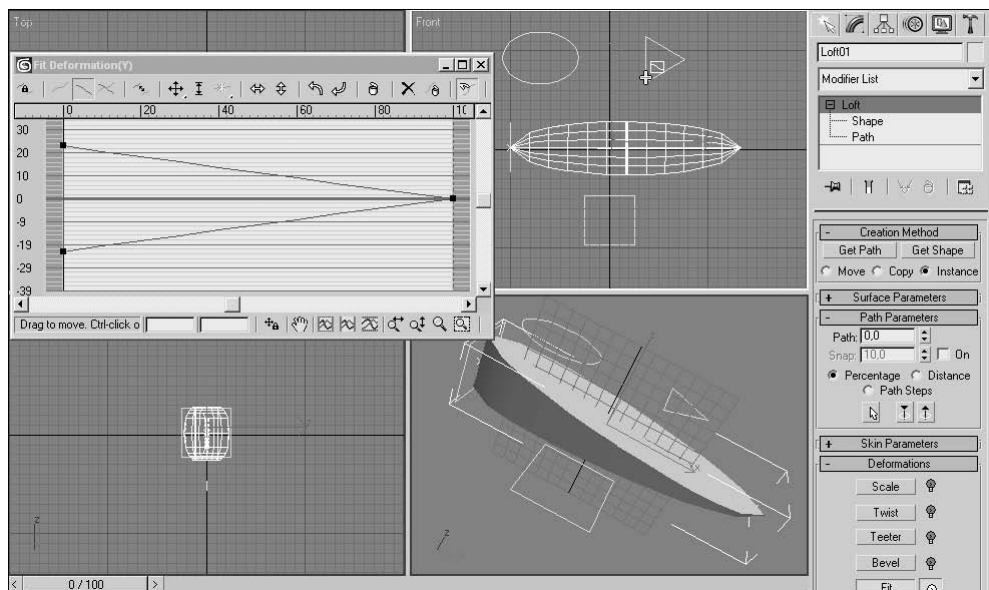 Top
Front
Fit Deformation(Y)
0 20 40 60 80 10
30
20
10
0
-9
-19
-29
-39
Drag to move. Ctrl-click o
z
z
x
0 / 100
Loft01
Modifier List
Loft
Shape
Path
- Creation Method
Get Path Get Shape
Move Copy Instance
+ Surface Parameters
- Path Parameters
Path: 0,0
Snap: 10,0 On
Percentage Distance
Path Steps
+ Skin Parameters
- Deformations
Scale
Twist
Teeter
Bevel
Fit